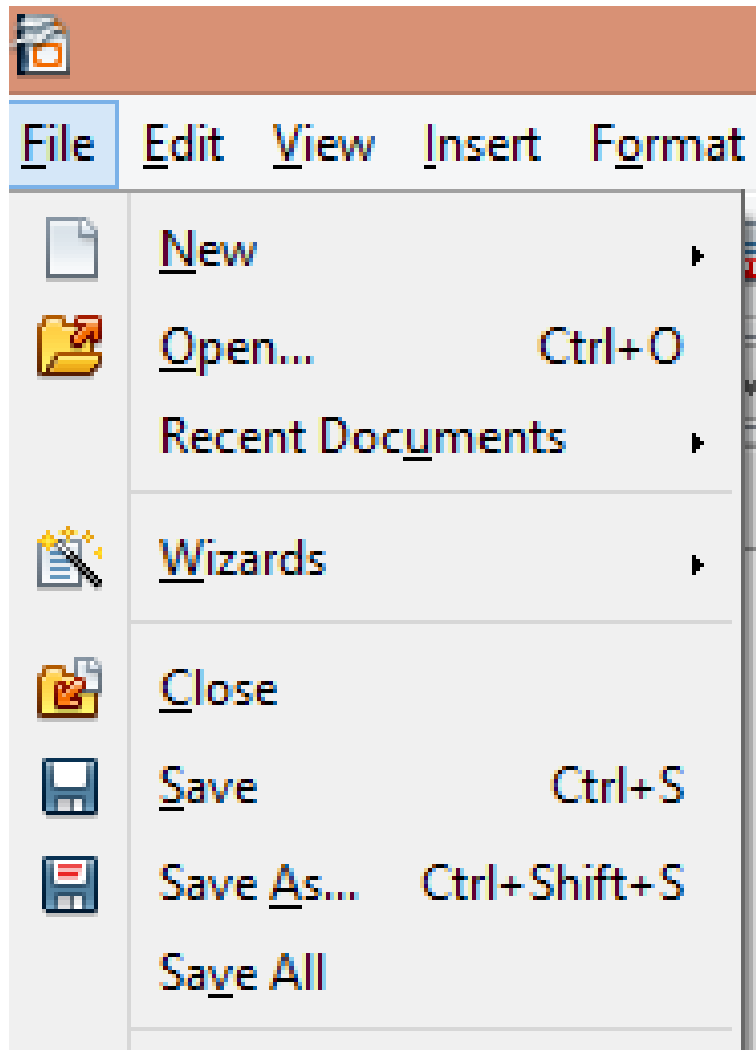 File Edit View Insert Format
New
Open... Ctrl+O
Recent Documents
Wizards
Close
Save Ctrl+S
Save As... Ctrl+Shift+S
Save All